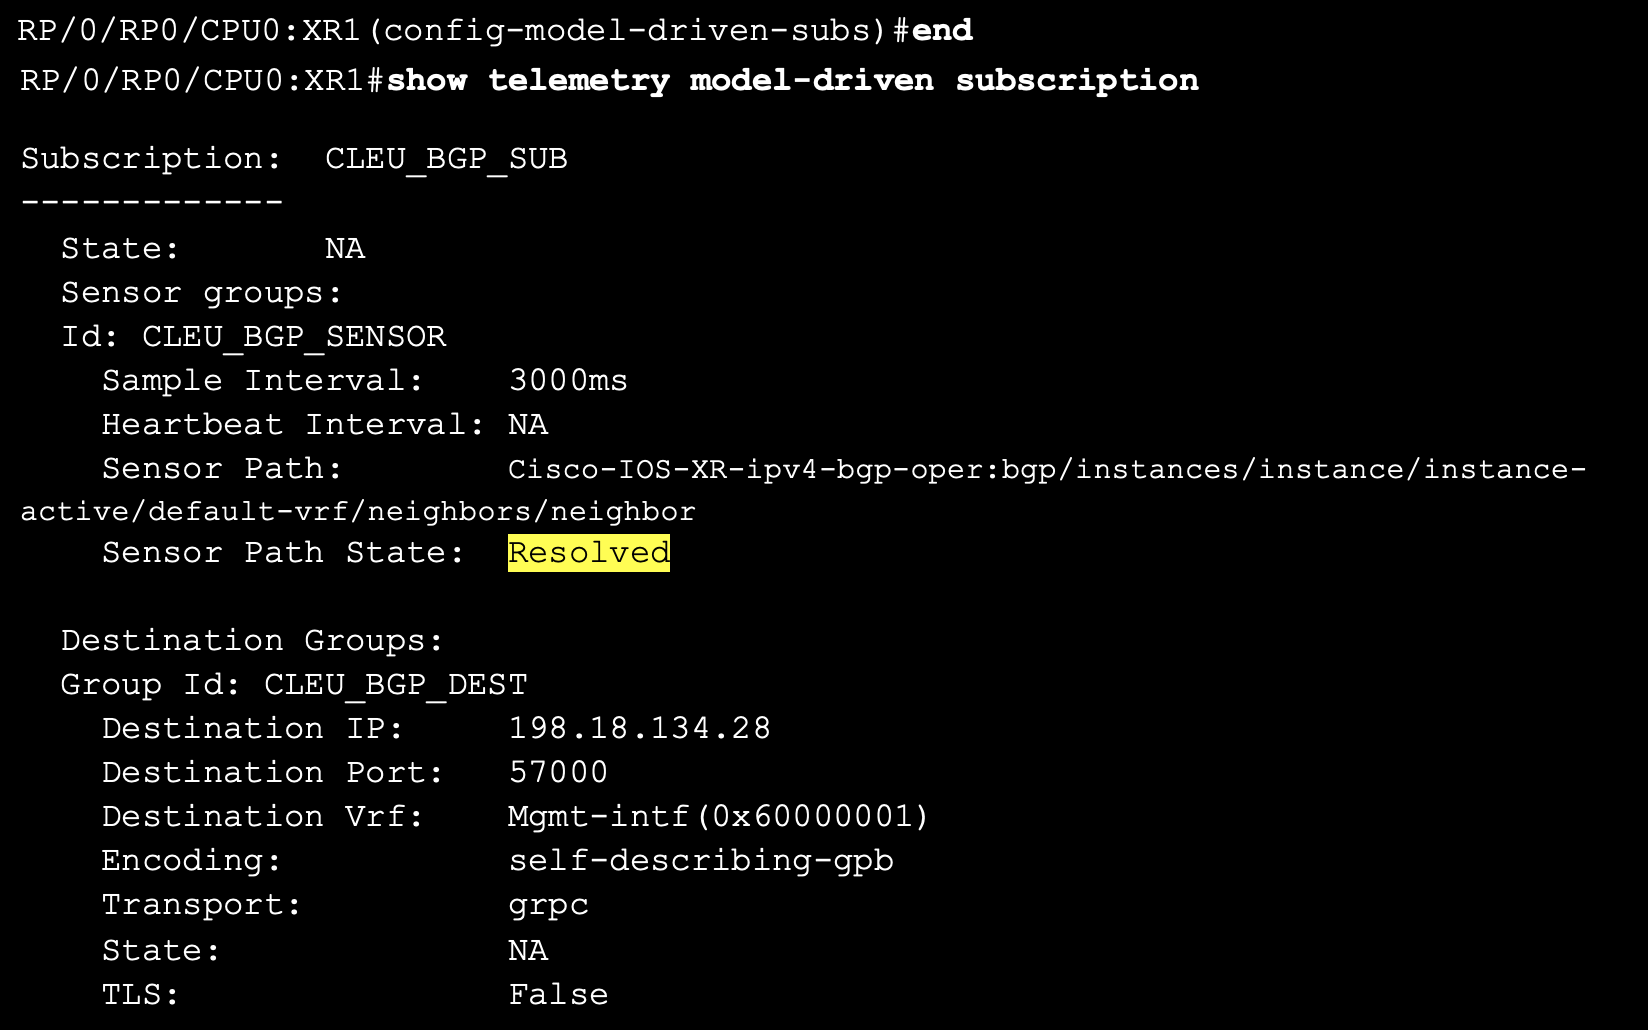 RP/0/RP0/CPU0:XR1(config-model-driven-subs)#end
RP/0/RP0/CPU0:XR1#show telemetry model-driven subscription
Subscription:  CLEU_BGP_SUB
-------------
  State:       NA
  Sensor groups:
  Id: CLEU_BGP_SENSOR
    Sample Interval:    3000ms
    Heartbeat Interval: NA
    Sensor Path:        Cisco-IOS-XR-ipv4-bgp-oper:bgp/instances/instance/instance-
active/default-vrf/neighbors/neighbor
    Sensor Path State:  Resolved
  Destination Groups:
  Group Id: CLEU_BGP_DEST
    Destination IP:     198.18.134.28
    Destination Port:   57000
    Destination Vrf:    Mgmt-intf(0x60000001)
    Encoding:           self-describing-gpb
    Transport:          grpc
    State:              NA
    TLS:                False